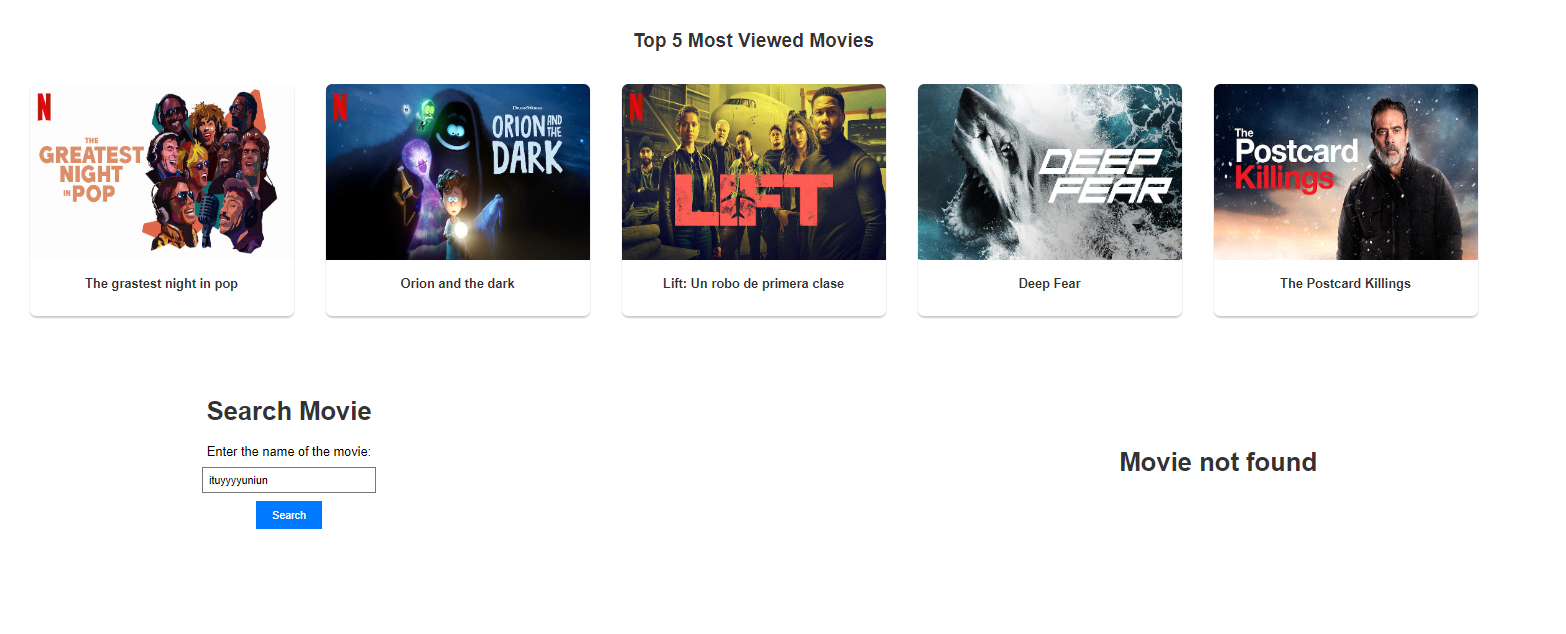 Top 5 Most Viewed Movies
N
THE
GREATEST
NIGHT
IN POP
The grastest night in pop
N
DREAMWORKS
ORION AND THE
DARK
Orion and the dark
N
LIFT
Lift: Un robo de primera clase
DEEP
FEAR
Deep Fear
The
Postcard
Killings
The Postcard Killings
Search Movie
Enter the name of the movie:
ituyyyyuniun
Search
Movie not found